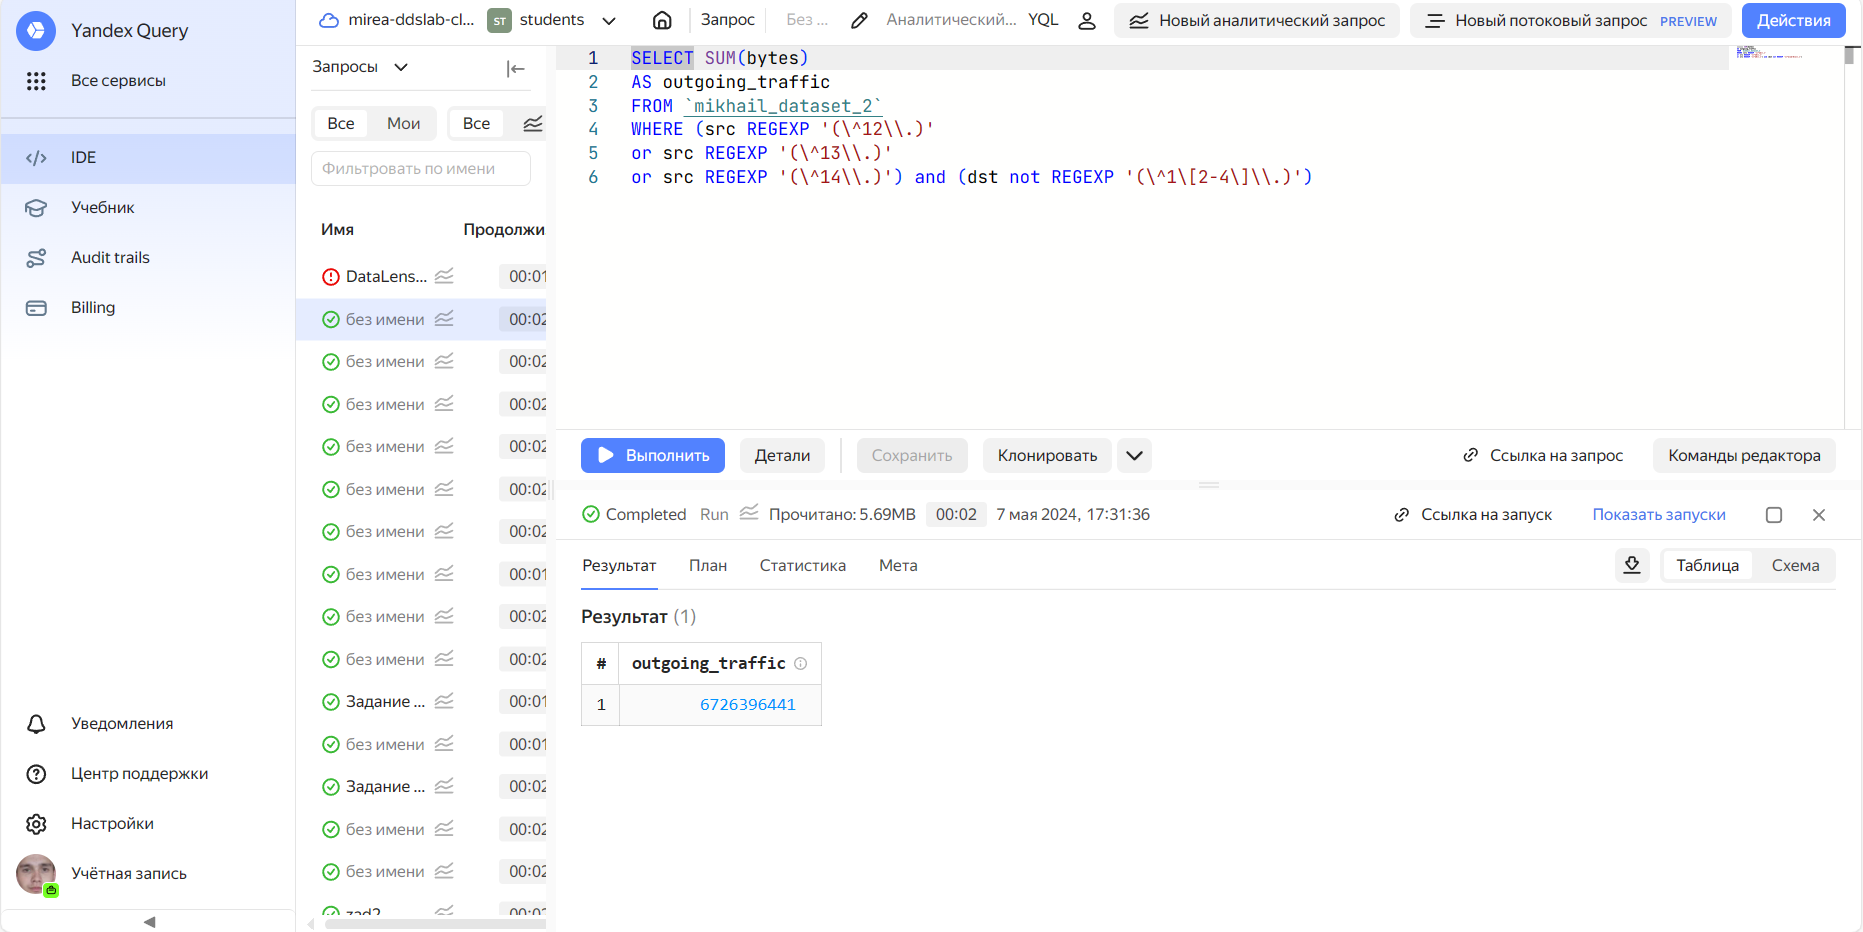 Yandex Query
Все сервисы
IDE
Учебник
Audit trails
Billing
Уведомления
Центр поддержки
Настройки
Учётная запись
mirea-ddslab-cl... ST students Запрос Без ... Аналитический... YQL Новый аналитический запрос Новый потоковый запрос PREVIEW Действия
Запросы
Все Мои Все
Фильтровать по имени
Имя Продолжи
DataLens... 00:01
без имени 00:02
без имени 00:02
без имени 00:02
без имени 00:02
без имени 00:02
без имени 00:02
без имени 00:01
без имени 00:02
без имени 00:02
Задание ... 00:01
без имени 00:01
Задание ... 00:02
без имени 00:02
без имени 00:02
zad2 00:02
1 SELECT SUM(bytes)
2 AS outgoing_traffic
3 FROM `mikhail_dataset_2`
4 WHERE (src REGEXP '(\^12\\.)'
5 or src REGEXP '(\^13\\.)'
6 or src REGEXP '(\^14\\.)') and (dst not REGEXP '(\^1\[2-4\]\\.)')
Выполнить Детали Сохранить Клонировать Ссылка на запрос Команды редактора
Completed Run Прочитано: 5.69MB 00:02 7 мая 2024, 17:31:36 Ссылка на запуск Показать запуски
Результат План Статистика Мета Таблица Схема
Результат (1)
# outgoing_traffic
1 6726396441